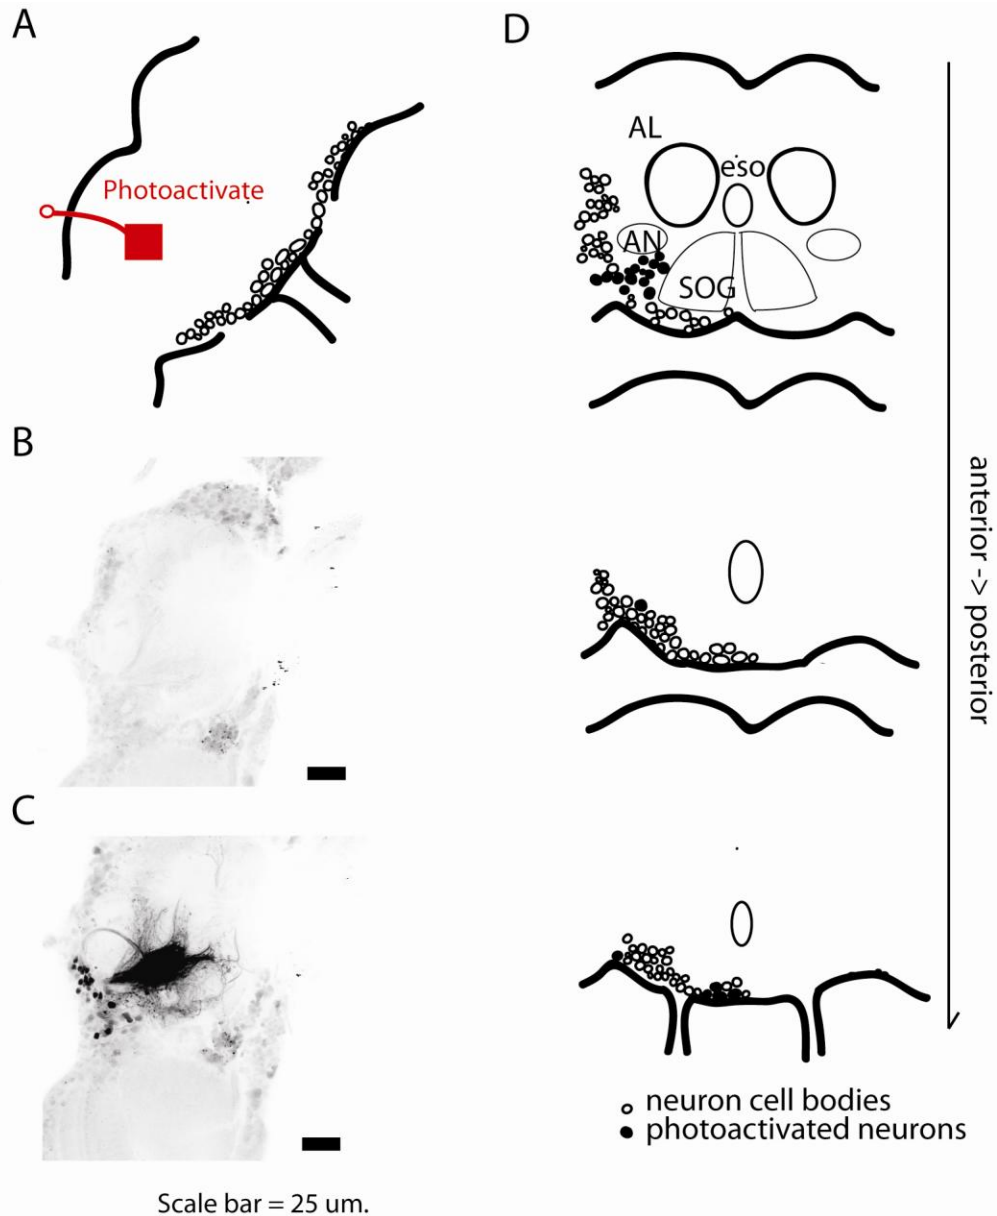 A
Photoactivate
B
C
Scale bar = 25 um.
D
AL
eso
AN
SOG
anterior -> posterior
neuron cell bodies
photoactivated neurons